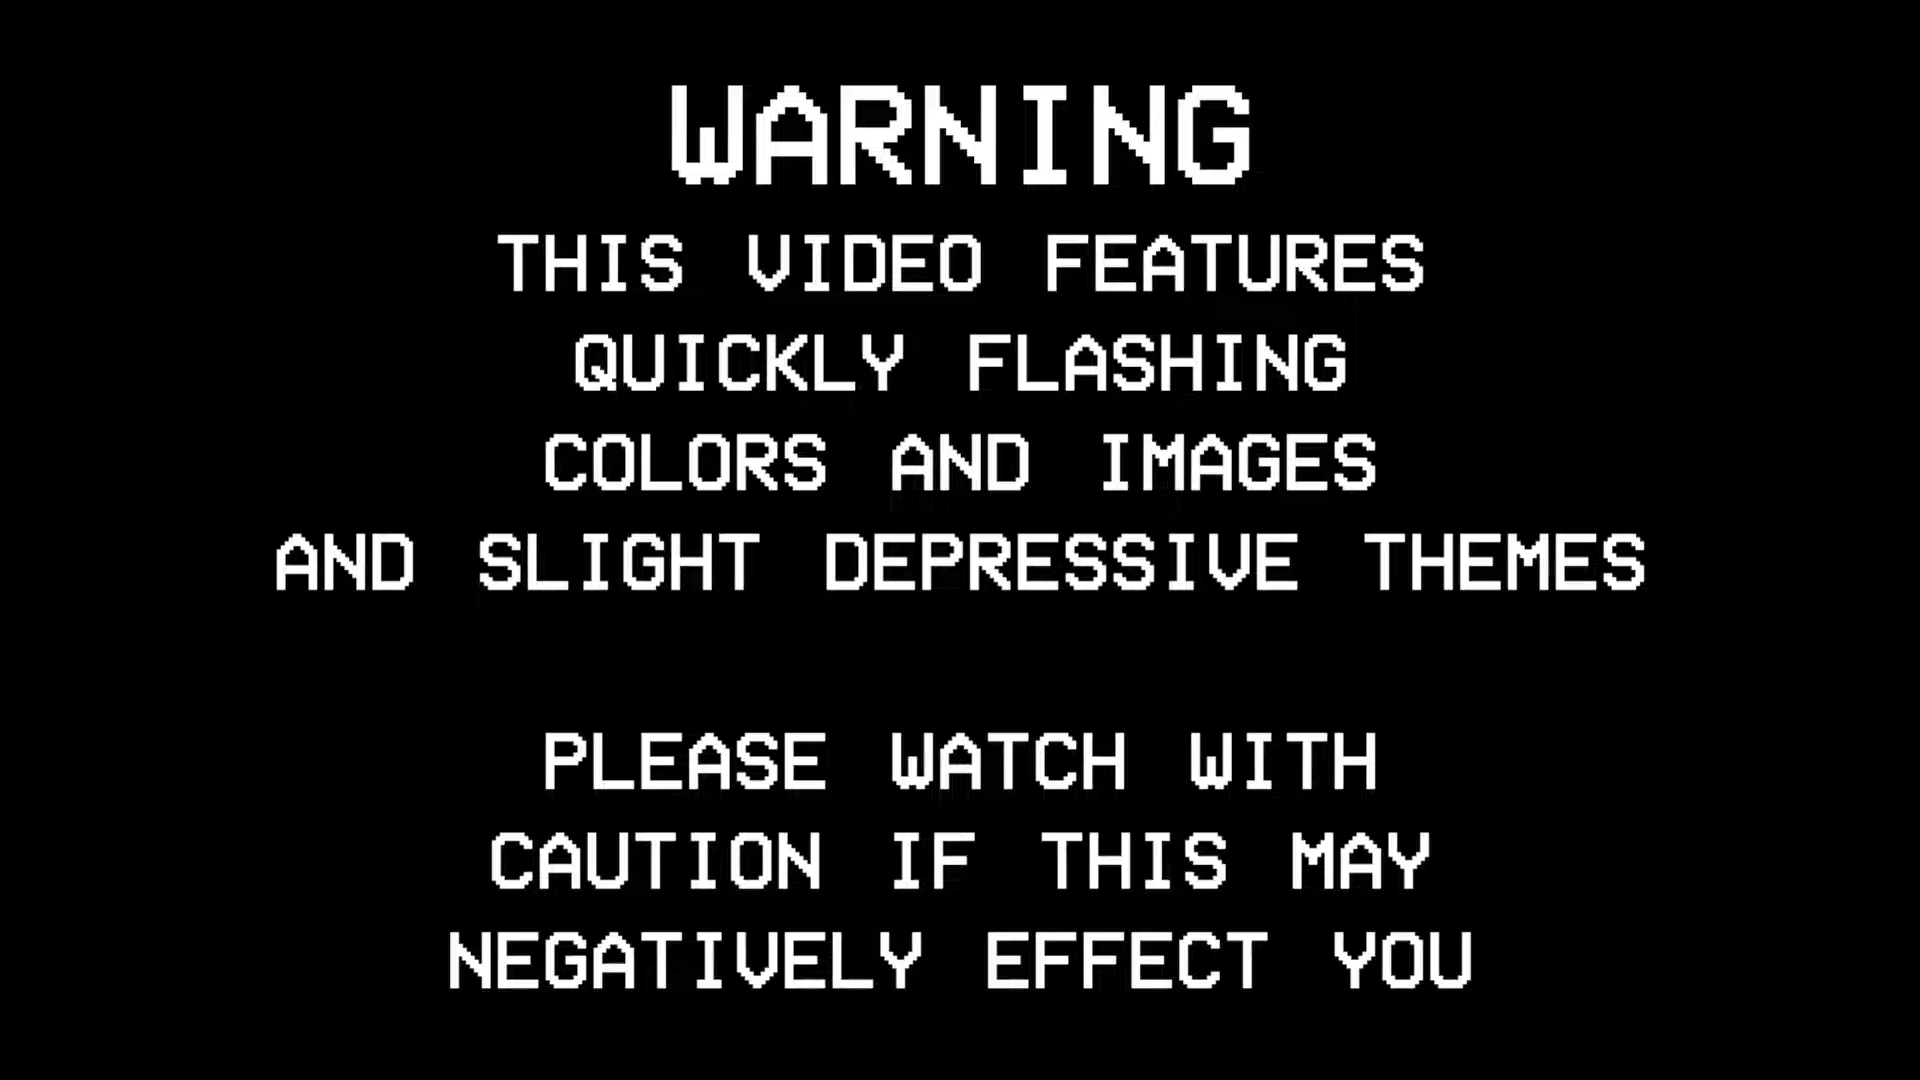 WARNING
THIS VIDEO FEATURES
QUICKLY FLASHING
COLORS AND IMAGES
AND SLIGHT DEPRESSIVE THEMES
PLEASE WATCH WITH
CAUTION IF THIS MAY
NEGATIVELY EFFECT YOU